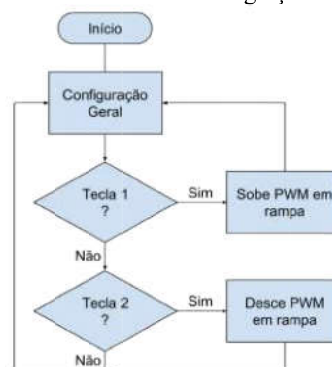 Início
Configuração
Geral
Tecla 1
?
Sim
Sobe PWM em
rampa
Não
Tecla 2
?
Sim
Desce PWM
em rampa
Não